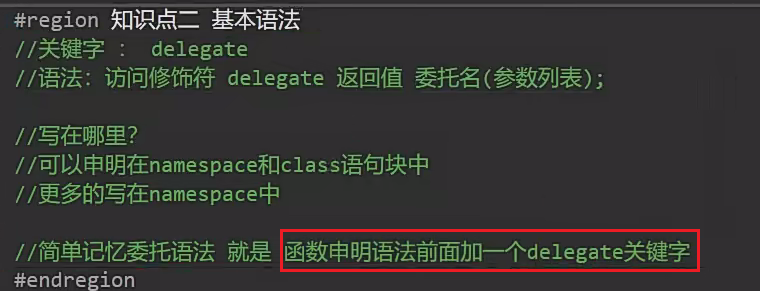 #region 知识点二 基本语法
//关键字 ： delegate
//语法：访问修饰符 delegate 返回值 委托名(参数列表);
//写在哪里？
//可以申明在namespace和class语句块中
//更多的写在namespace中
//简单记忆委托语法 就是 函数申明语法前面加一个delegate关键字
#endregion